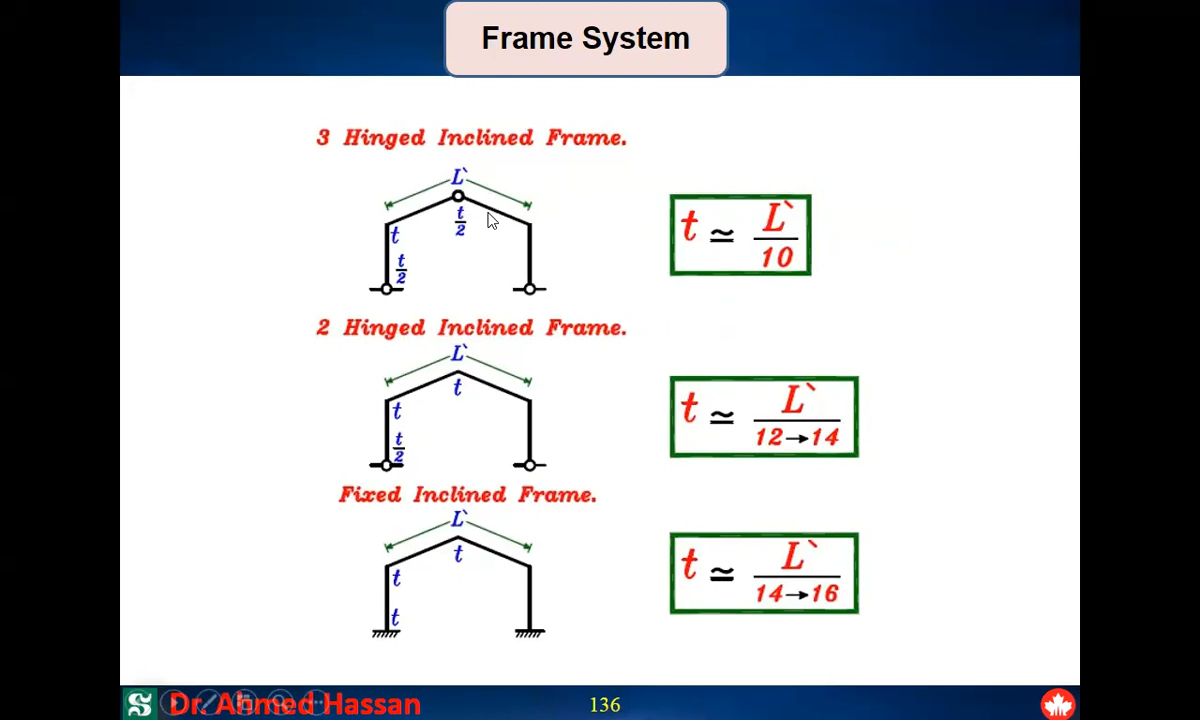 Frame System
3 Hinged Inclined Frame.
L`
t
t/2
t/2
t ≃ L`/10
2 Hinged Inclined Frame.
L`
t
t
t/2
t ≃ L`/12→14
Fixed Inclined Frame.
L`
t
t
t
t ≃ L`/14→16
Dr. Ahmed Hassan
136